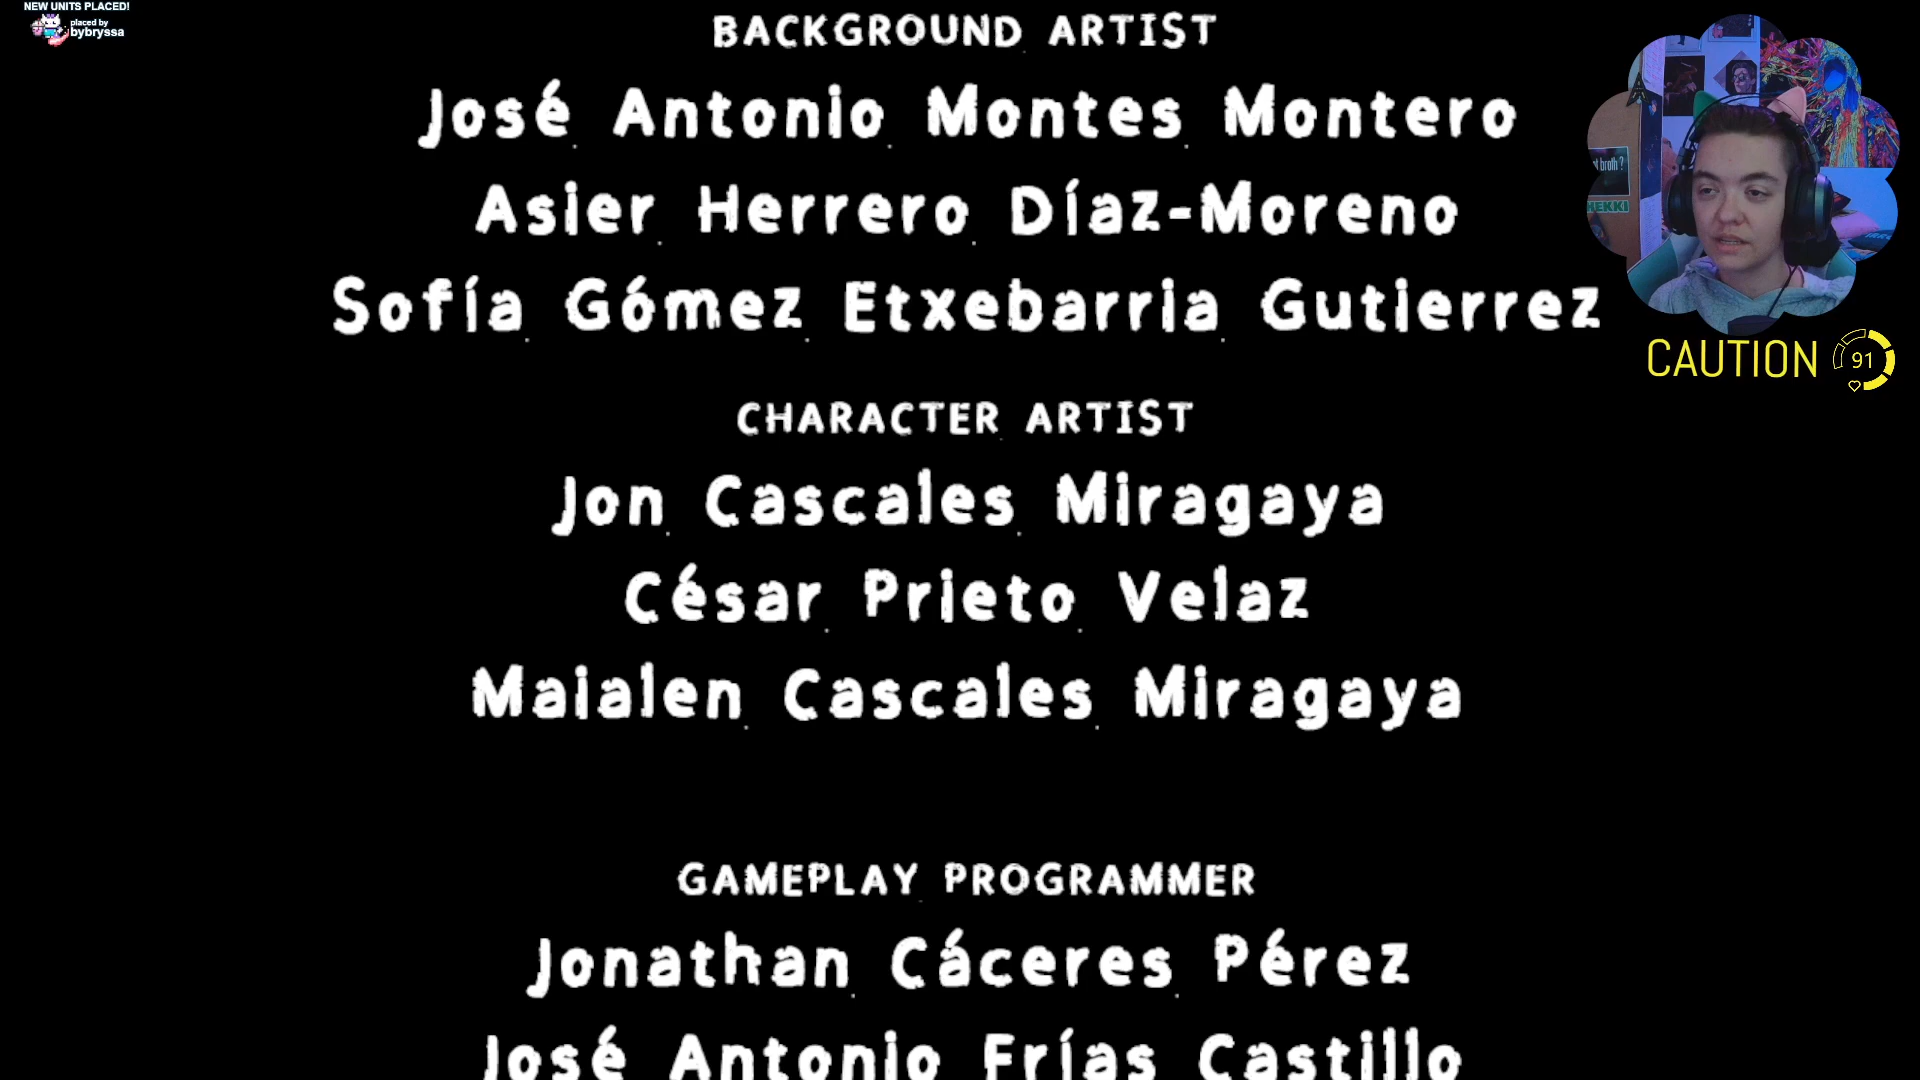 NEW UNITS PLACED!
placed by
bybryssa
BACKGROUND ARTIST
José Antonio Montes Montero
Asier Herrero Díaz-Moreno
Sofía Gómez Etxebarria Gutierrez
CAUTION 91
CHARACTER ARTIST
Jon Cascales Miragaya
César Prieto Velaz
Maialen Cascales Miragaya
GAMEPLAY PROGRAMMER
Jonathan Cáceres Pérez
José Antonio Frías Castillo
broth ?